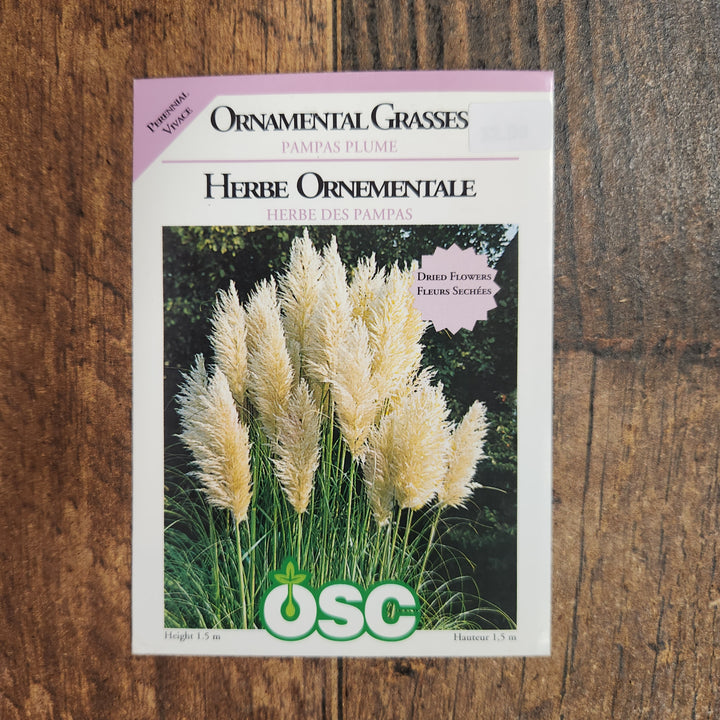 PERENNIAL
VIVACE
ORNAMENTAL GRASSES
PAMPAS PLUME
HERBE ORNEMENTALE
HERBE DES PAMPAS
DRIED FLOWERS
FLEURS SECHÉES
OSC
Height 1.5 m
Hauteur 1,5 m